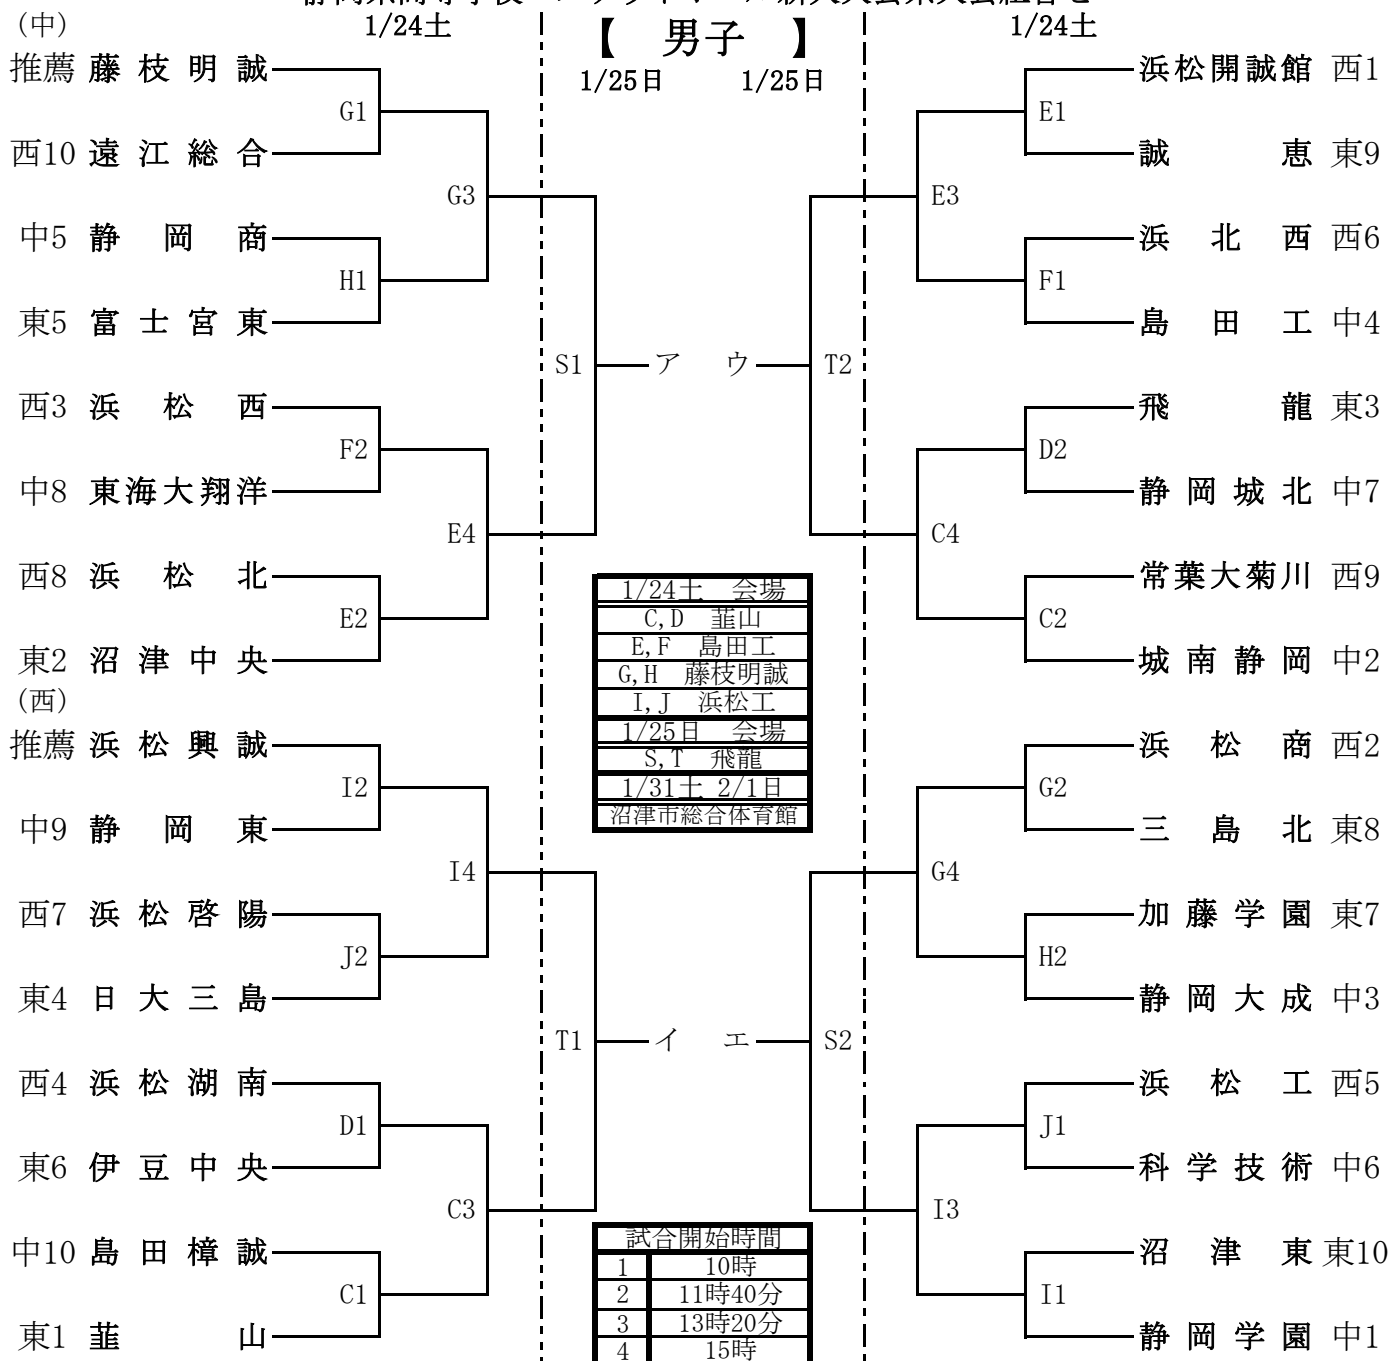 (中)
1/24土
【 男子 】
1/24土
1/25日 1/25日
推薦 藤枝明誠
G1
西10 遠江総合
G3
中5 静岡商
H1
東5 富士宮東
S1
ア
西3 浜松西
F2
中8 東海大翔洋
E4
西8 浜松北
E2
東2 沼津中央
(西)
推薦 浜松興誠
I2
中9 静岡東
I4
西7 浜松啓陽
J2
東4 日大三島
T1
イ
西4 浜松湖南
D1
東6 伊豆中央
C3
中10 島田樟誠
C1
東1 韮山
1/24土 会場
C,D 韮山
E,F 島田工
G,H 藤枝明誠
I,J 浜松工
1/25日 会場
S,T 飛龍
1/31土 2/1日
沼津市総合体育館
試合開始時間
1 10時
2 11時40分
3 13時20分
4 15時
浜松開誠館 西1
E1
誠恵 東9
E3
浜北西 西6
F1
島田工 中4
ウ
T2
飛龍 東3
D2
静岡城北 中7
C4
常葉大菊川 西9
C2
城南静岡 中2
浜松商 西2
G2
三島北 東8
G4
加藤学園 東7
H2
静岡大成 中3
エ
S2
浜松工 西5
J1
科学技術 中6
I3
沼津東 東10
I1
静岡学園 中1